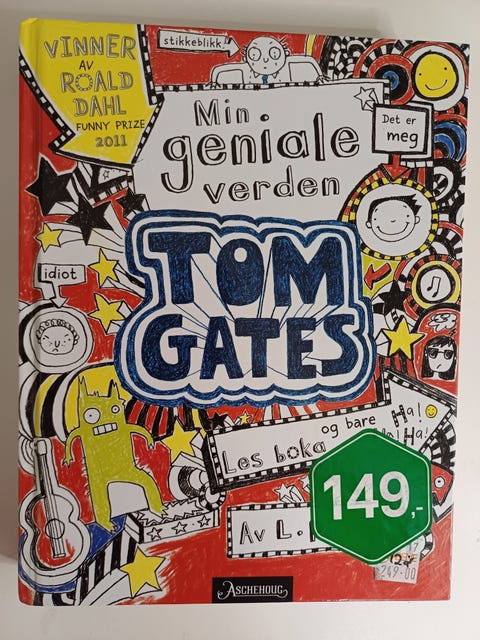 VINNER
AV
ROALD
DAHL
FUNNY PRIZE
2011
stikkeblikk
Min
geniale
verden
Det er
meg
TOM
GATES
idiot
Les boka
og bare
Ha!
Ha!
Ha!
149,-
Av L.
249-00
ASCHEHOUG